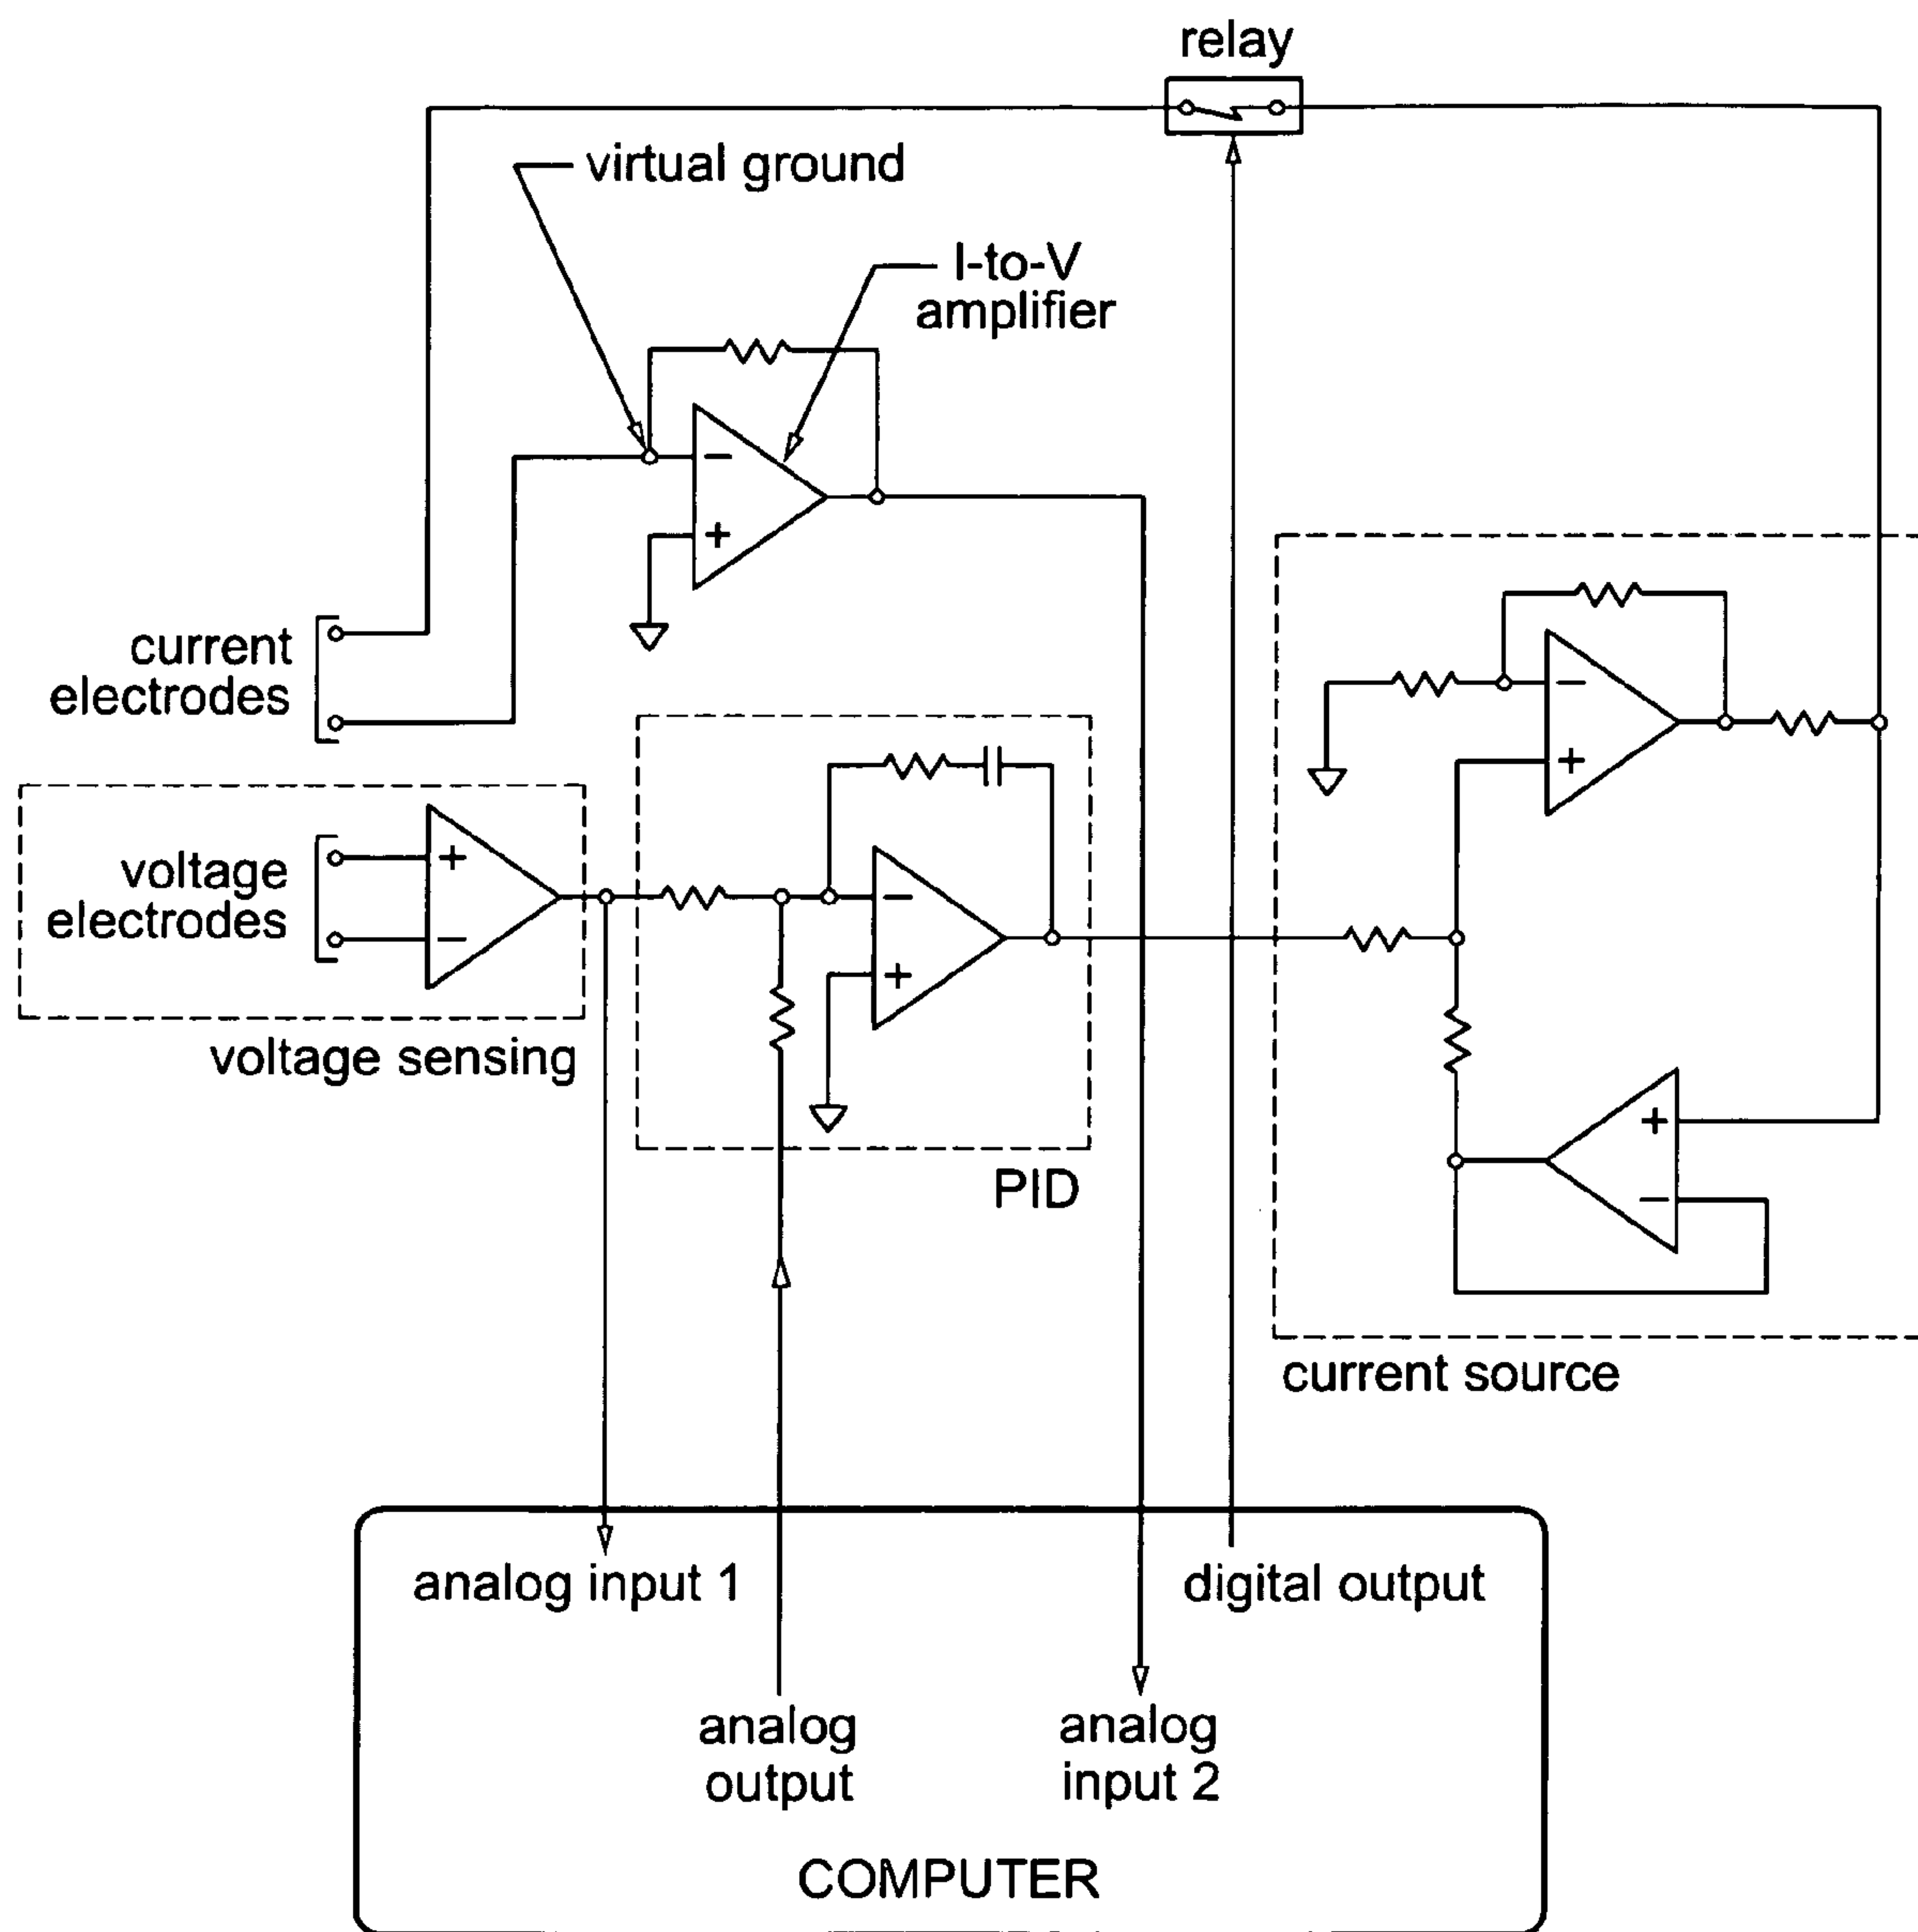 relay
virtual ground
I-to-V
amplifier
−
+
current
electrodes
−
+
voltage
electrodes
+
−
−
+
voltage sensing
PID
+
−
current source
analog input 1
digital output
analog
output
analog
input 2
COMPUTER